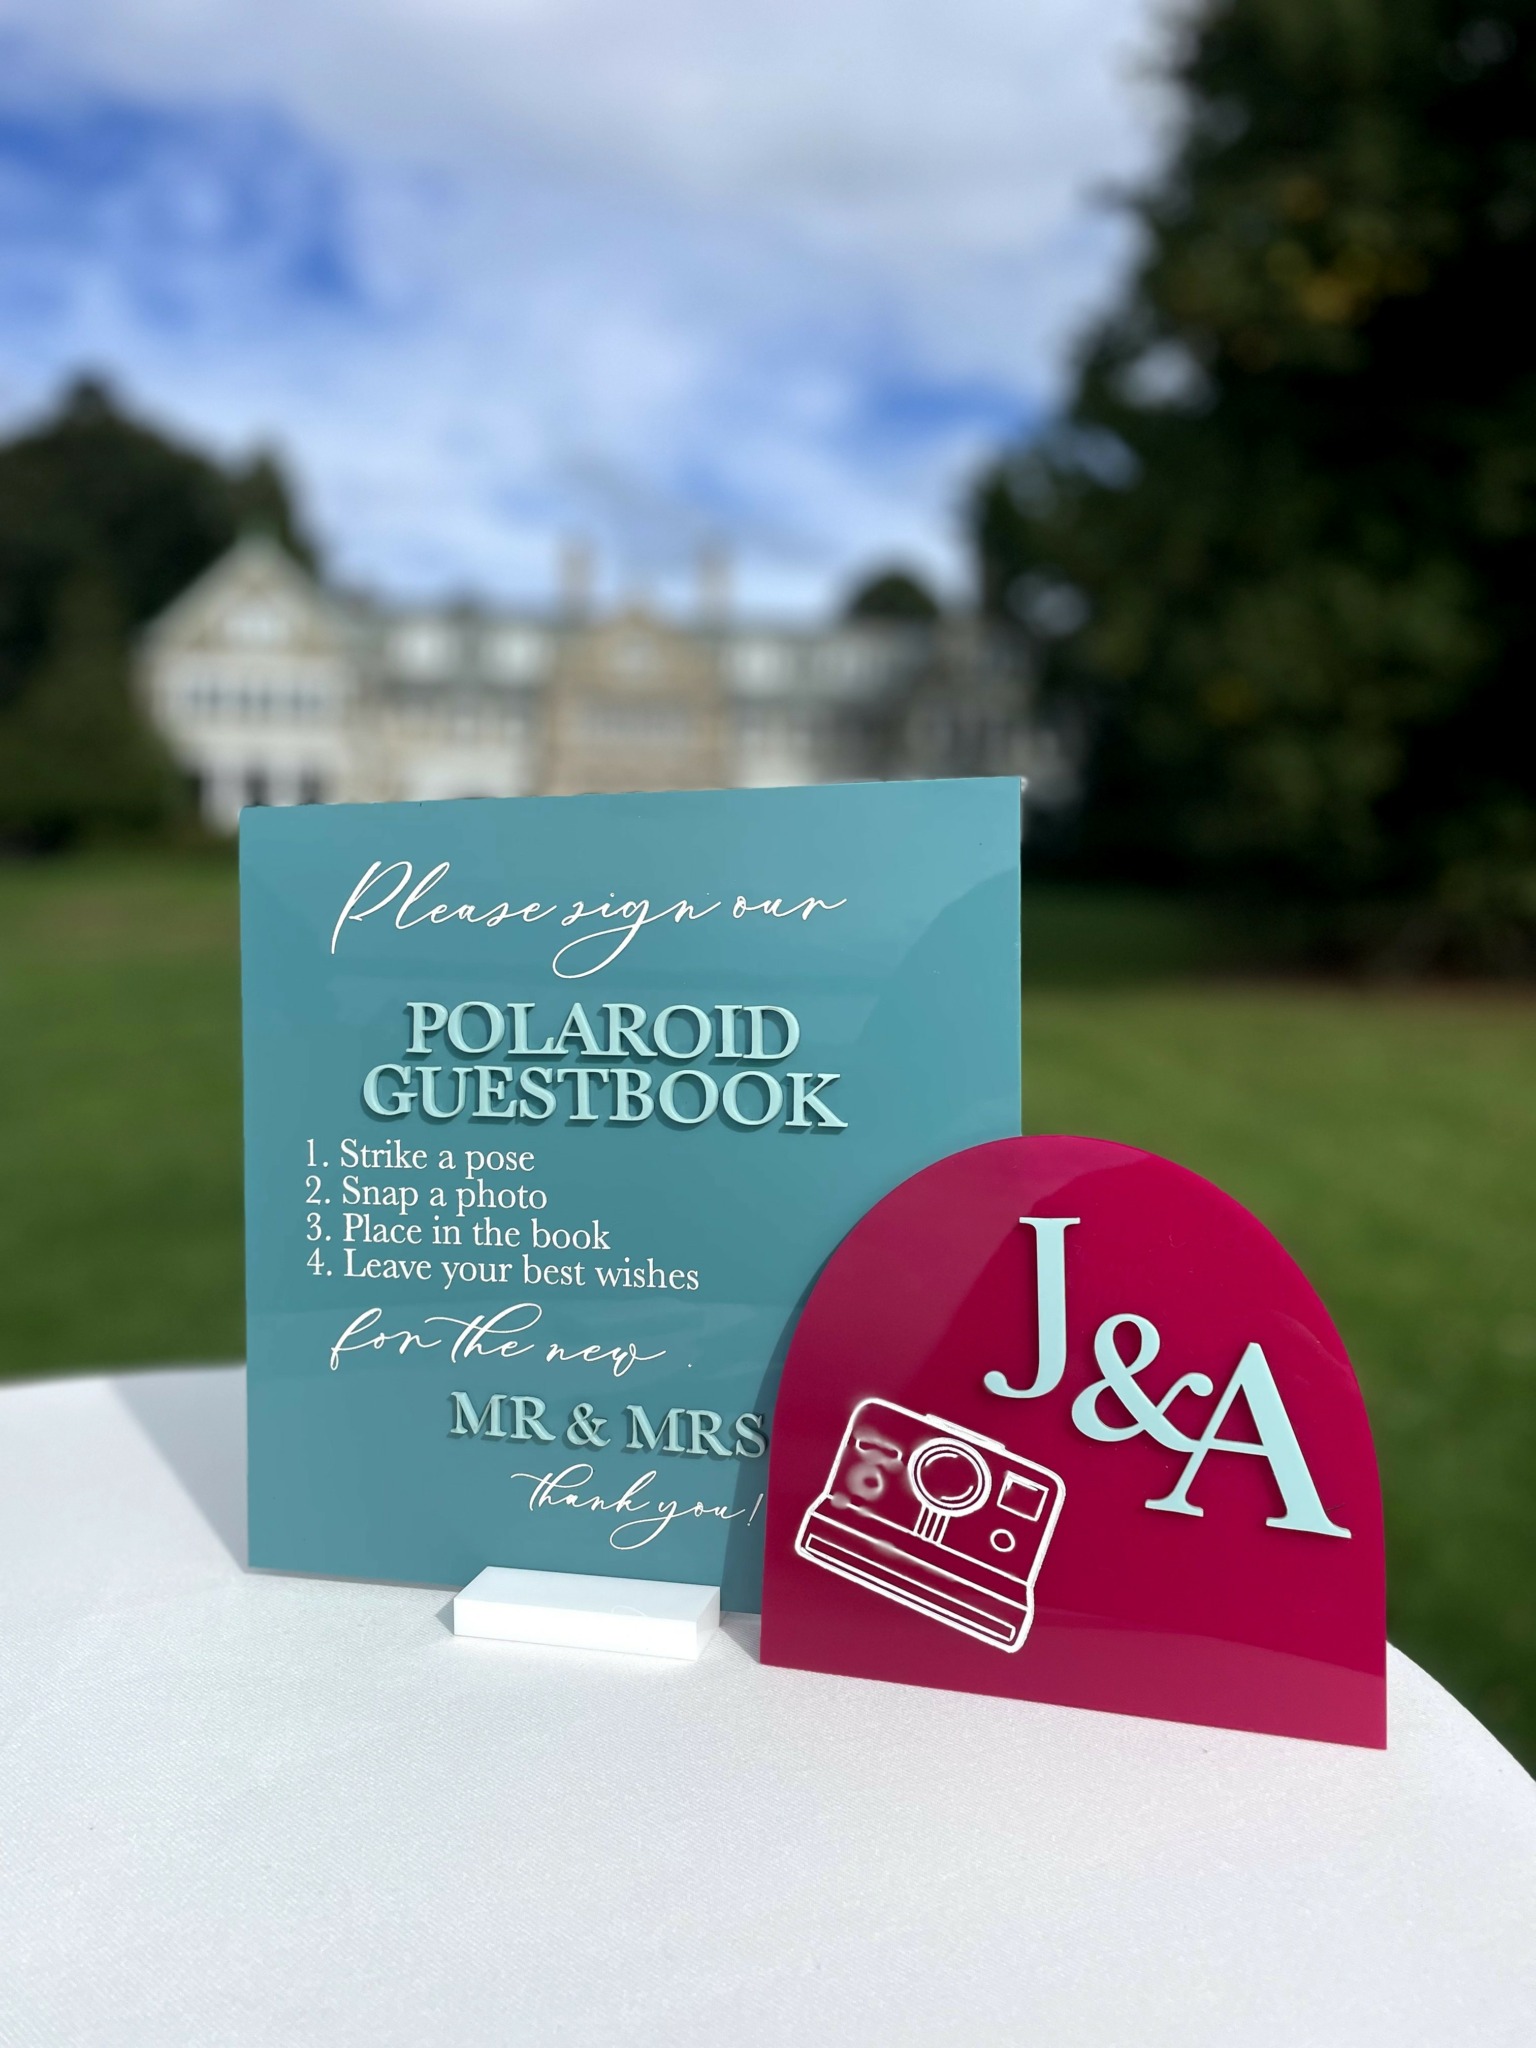 Please sign our
POLAROID
GUESTBOOK
1. Strike a pose
2. Snap a photo
3. Place in the book
4. Leave your best wishes
for the new
MR & MRS
thank you!
J&A